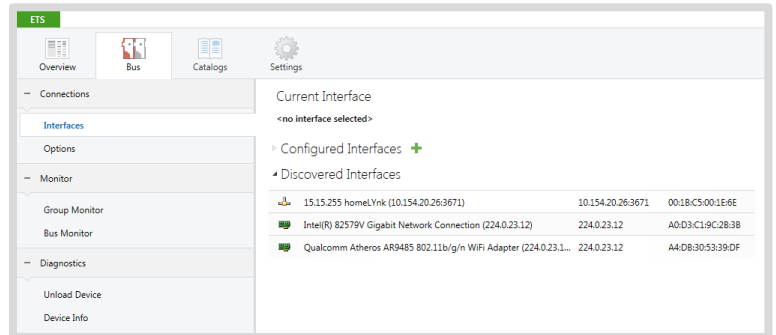 ETS
Overview Bus Catalogs Settings
Connections
Interfaces
Options
Monitor
Group Monitor
Bus Monitor
Diagnostics
Unload Device
Device Info
Current Interface
<no interface selected>
Configured Interfaces
Discovered Interfaces
15.15.255 homeLYnk (10.154.20.26:3671) 10.154.20.26:3671 00:1B:C5:00:1E:6E
Intel(R) 82579V Gigabit Network Connection (224.0.23.12) 224.0.23.12 A0:D3:C1:9C:2B:3B
Qualcomm Atheros AR9485 802.11b/g/n WiFi Adapter (224.0.23.1... 224.0.23.12 A4:DB:30:53:39:DF